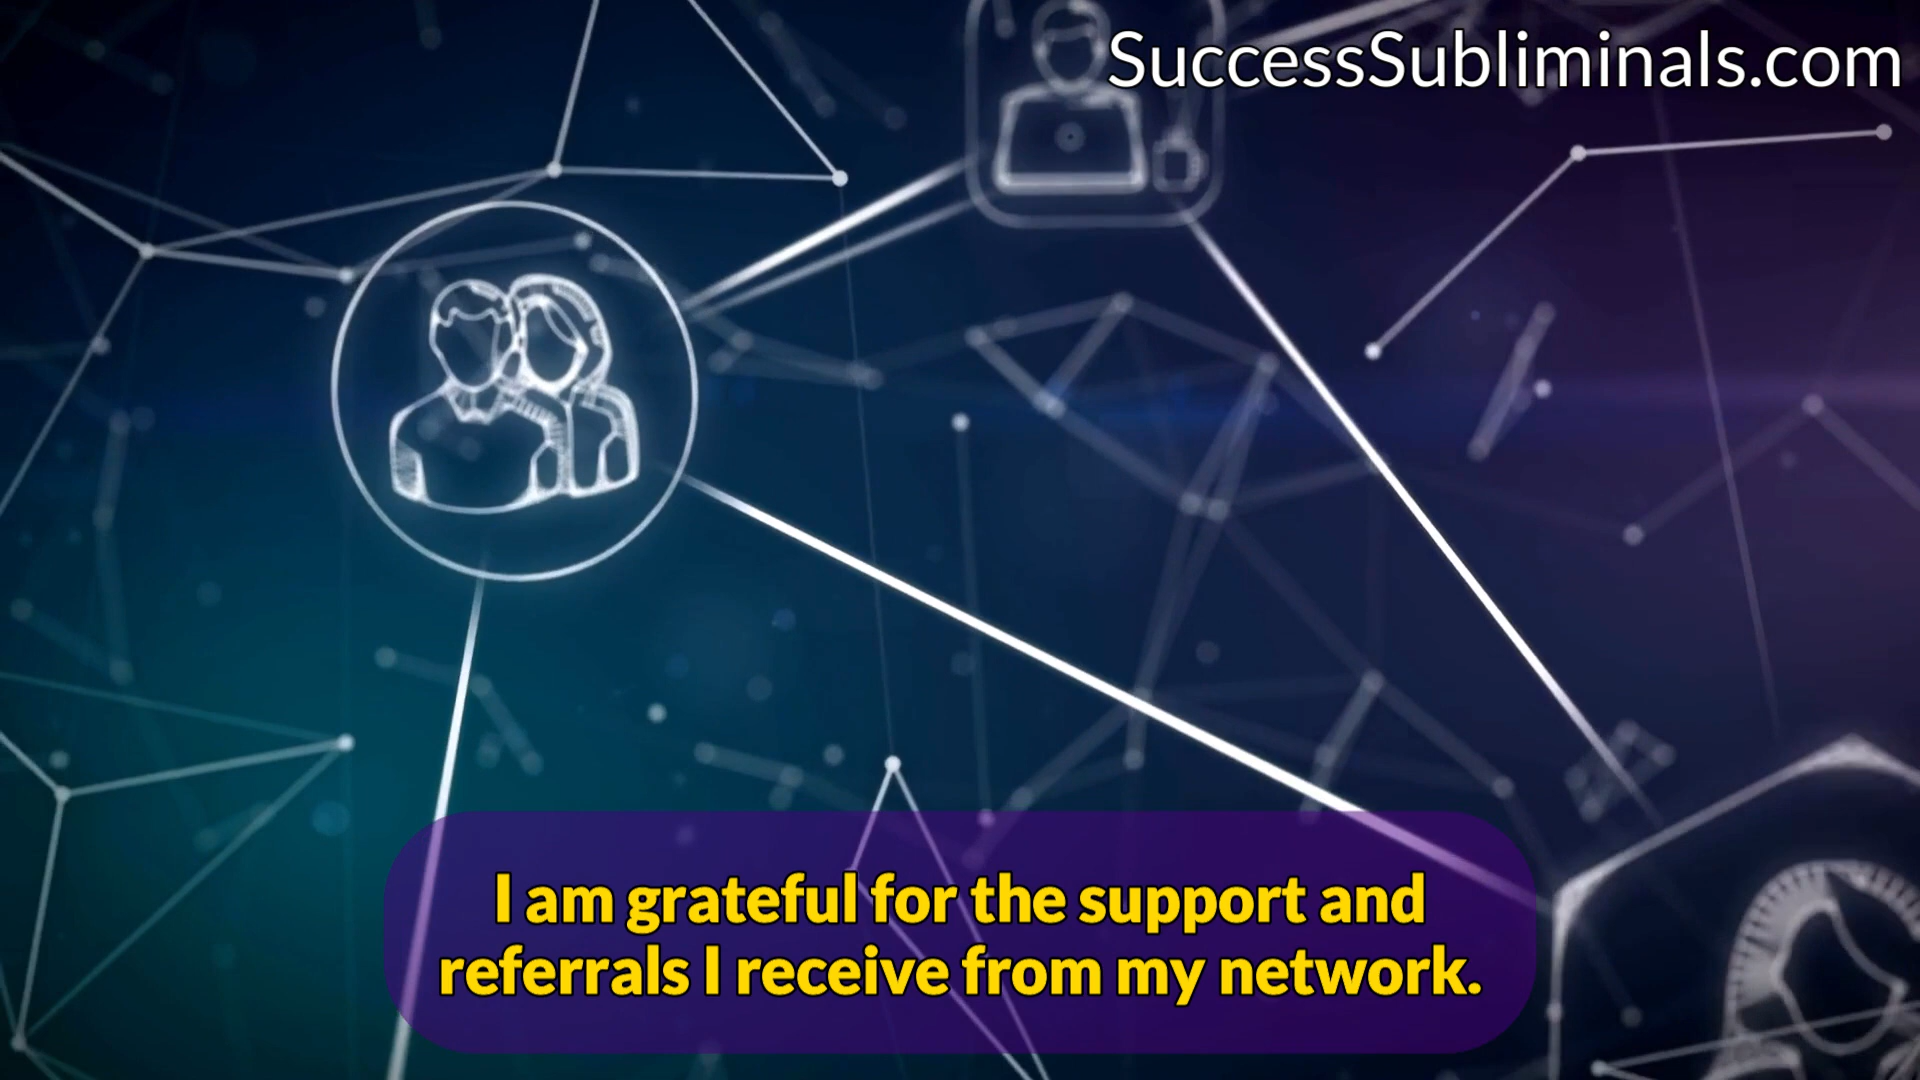 SuccessSubliminals.com
I am grateful for the support and
referrals I receive from my network.